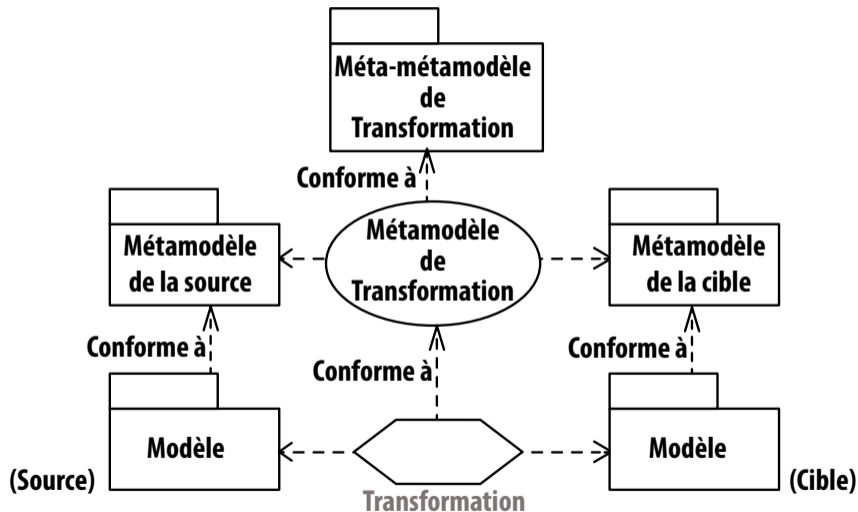 Méta-métamodèle
de
Transformation
Conforme à
Métamodèle
de la source
Métamodèle
de
Transformation
Métamodèle
de la cible
Conforme à
Conforme à
Conforme à
Modèle
Modèle
(Source)
(Cible)
Transformation